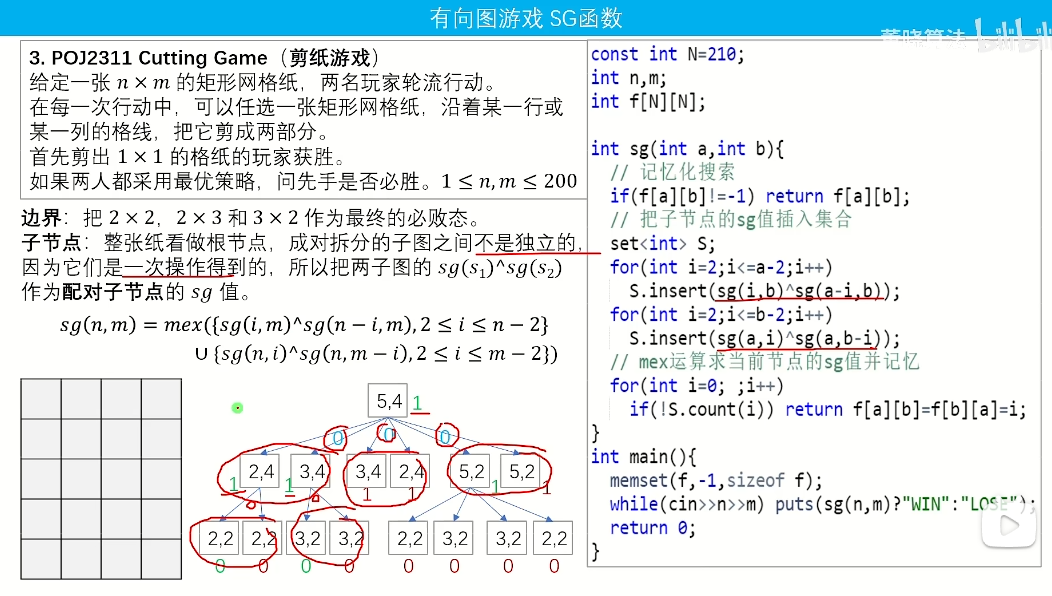 有向图游戏 SG函数
董晓算法 bilibili
3. POJ2311 Cutting Game（剪纸游戏）
给定一张 n × m 的矩形网格纸，两名玩家轮流行动。
在每一次行动中，可以任选一张矩形网格纸，沿着某一行或
某一列的格线，把它剪成两部分。
首先剪出 1 × 1 的格纸的玩家获胜。
如果两人都采用最优策略，问先手是否必胜。1 ≤ n, m ≤ 200
边界：把 2 × 2，2 × 3 和 3 × 2 作为最终的必败态。
子节点：整张纸看做根节点，成对拆分的子图之间不是独立的，
因为它们是一次操作得到的，所以把两子图的 sg(s₁)^sg(s₂)
作为配对子节点的 sg 值。
sg(n, m) = mex({sg(i, m)^sg(n − i, m), 2 ≤ i ≤ n − 2}
∪ {sg(n, i)^sg(n, m − i), 2 ≤ i ≤ m − 2})
5,4 1
0 0 0
2,4 3,4 3,4 2,4 5,2 5,2
1 1 1 1 1 1
0 0
2,2 2,2 3,2 3,2 2,2 3,2 3,2 2,2
0 0 0 0 0 0 0 0
const int N=210;
int n,m;
int f[N][N];
int sg(int a,int b){
// 记忆化搜索
if(f[a][b]!=-1) return f[a][b];
// 把子节点的sg值插入集合
set<int> S;
for(int i=2;i<=a-2;i++)
S.insert(sg(i,b)^sg(a-i,b));
for(int i=2;i<=b-2;i++)
S.insert(sg(a,i)^sg(a,b-i));
// mex运算求当前节点的sg值并记忆
for(int i=0; ;i++)
if(!S.count(i)) return f[a][b]=f[b][a]=i;
}
int main(){
memset(f,-1,sizeof f);
while(cin>>n>>m) puts(sg(n,m)?"WIN":"LOSE");
return 0;
}